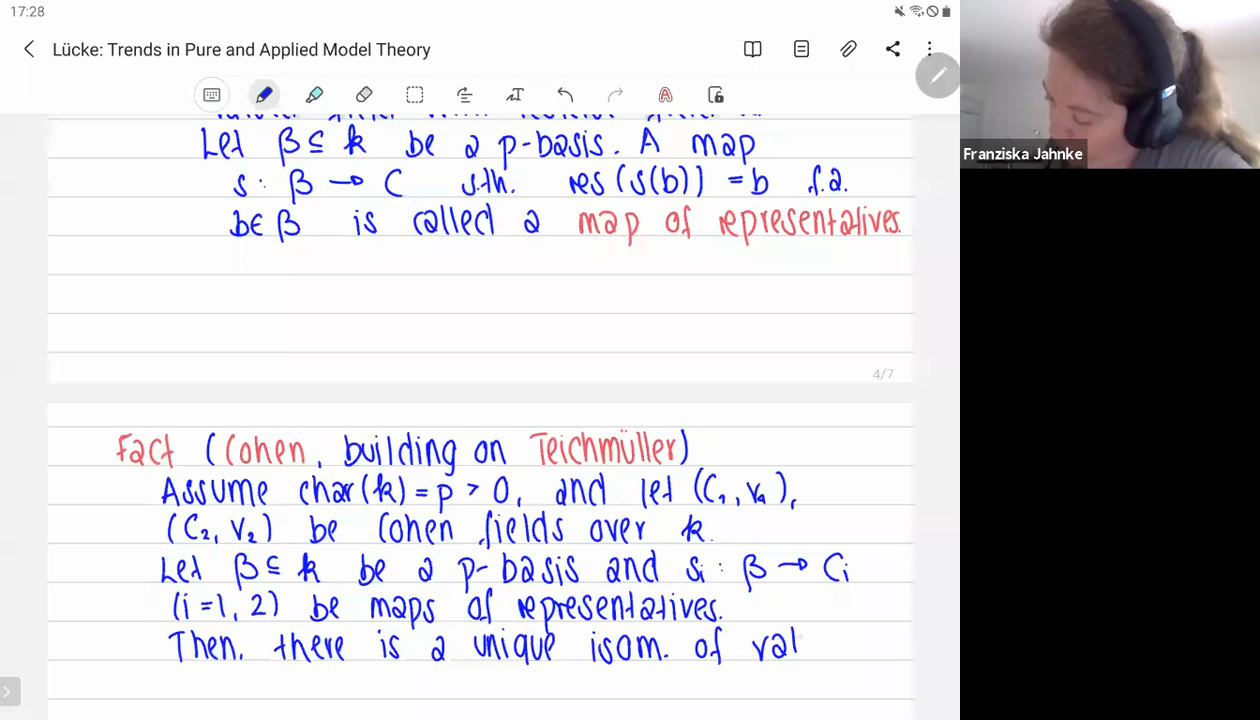 17:28
Lücke: Trends in Pure and Applied Model Theory
Let β ⊆ k be a p-basis. A map
s: β → C s.th. res(s(b)) = b f.a.
b∈β is called a map of representatives.
4/7
Fact (Cohen, building on Teichmüller)
Assume char(k) = p > 0, and let (C₁, v₁),
(C₂, v₂) be Cohen fields over k.
Let β ⊆ k be a p-basis and sᵢ: β → Cᵢ
(i=1, 2) be maps of representatives.
Then, there is a unique isom. of val
Franziska Jahnke